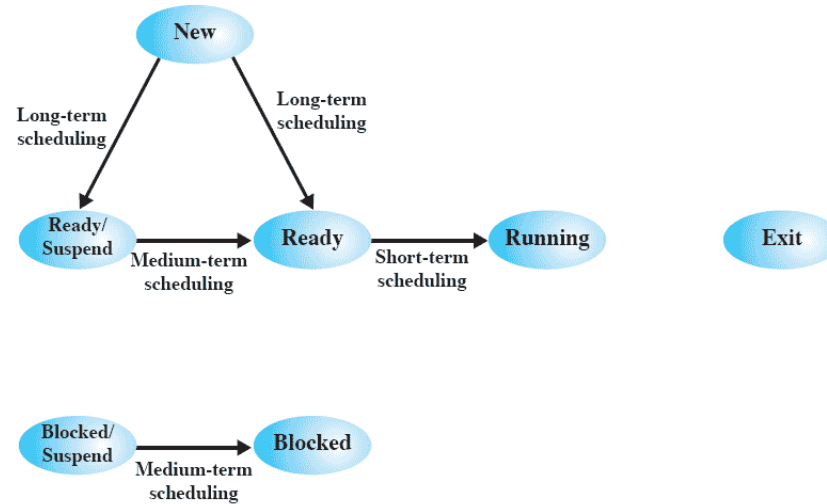 New
Long-term
scheduling
Long-term
scheduling
Ready/
Suspend
Ready
Running
Exit
Medium-term
scheduling
Short-term
scheduling
Blocked/
Suspend
Blocked
Medium-term
scheduling